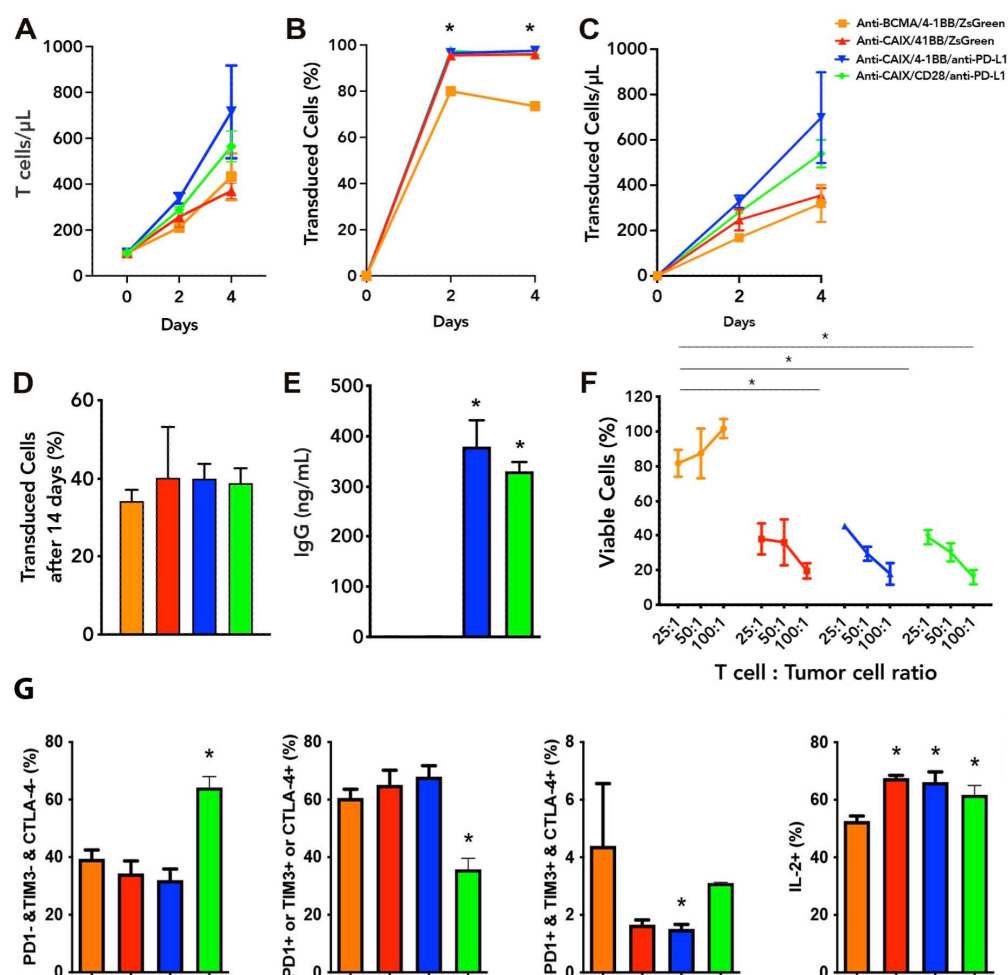 A
1000
800
600
400
200
0
T cells/µL
0 2 4
Days
B
* *
100
80
60
40
20
0
Transduced Cells (%)
0 2 4
Days
C
1000
800
600
400
200
0
Transduced Cells/µL
0 2 4
Days
Anti-BCMA/4-1BB/ZsGreen
Anti-CAIX/41BB/ZsGreen
Anti-CAIX/4-1BB/anti-PD-L1
Anti-CAIX/CD28/anti-PD-L1
D
60
40
20
0
Transduced Cells
after 14 days (%)
E
500
400
300
200
100
0
IgG (ng/mL)
* *
F
*
*
*
120
100
80
60
40
20
0
Viable Cells (%)
25:1 50:1 100:1 25:1 50:1 100:1 25:1 50:1 100:1 25:1 50:1 100:1
T cell : Tumor cell ratio
G
80
60
40
20
0
PD1- &TIM3- & CTLA-4- (%)
*
80
60
40
20
0
PD1+ or TIM3+ or CTLA-4+ (%)
*
8
6
4
2
0
PD1+ & TIM3+ & CTLA-4+ (%)
*
80
60
40
20
0
IL-2+ (%)
* * *